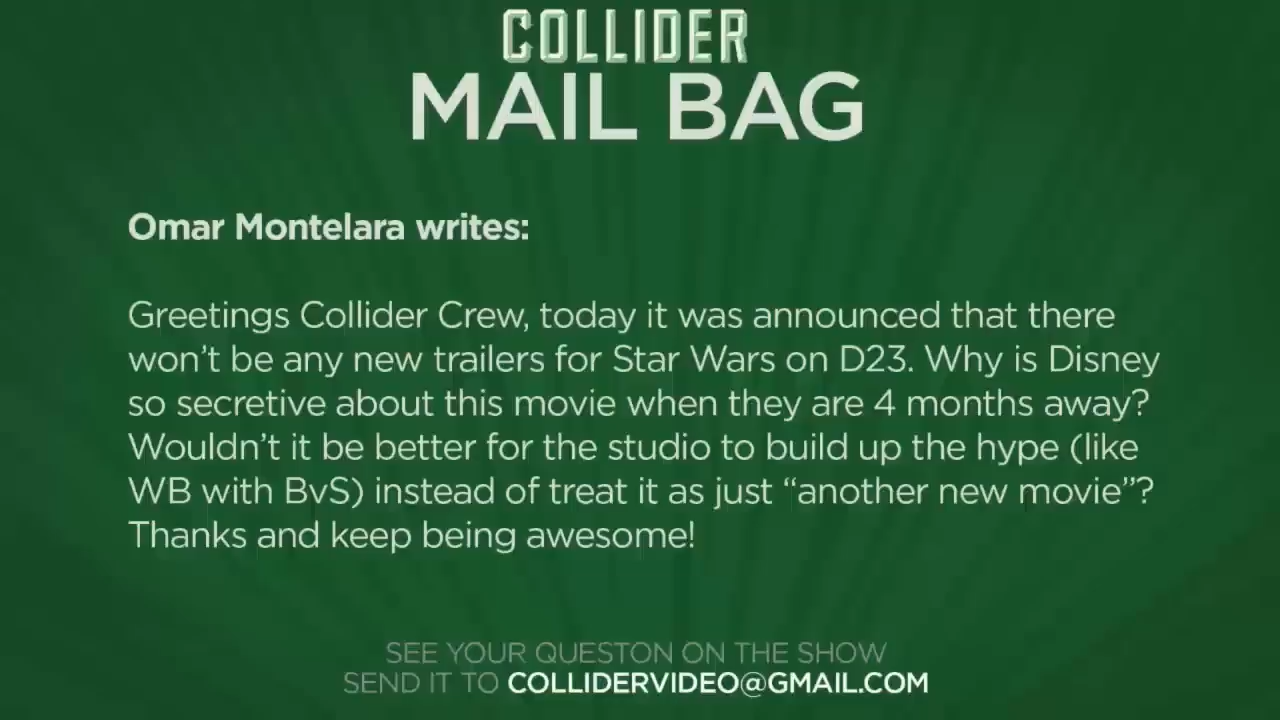 COLLIDER
MAIL BAG
Omar Montelara writes:
Greetings Collider Crew, today it was announced that there
won't be any new trailers for Star Wars on D23. Why is Disney
so secretive about this movie when they are 4 months away?
Wouldn't it be better for the studio to build up the hype (like
WB with BvS) instead of treat it as just “another new movie”?
Thanks and keep being awesome!
SEE YOUR QUESTON ON THE SHOW
SEND IT TO COLLIDERVIDEO@GMAIL.COM